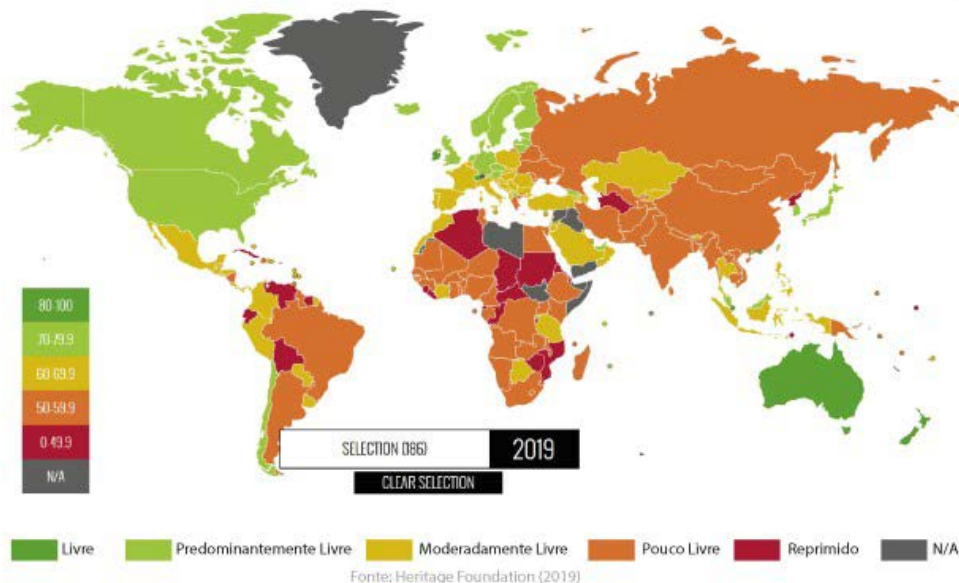 80-100
70-79.9
60-69.9
50-59.9
0-49.9
N/A
SELECTION (186)
2019
CLEAR SELECTION
Livre
Predominantemente Livre
Moderadamente Livre
Pouco Livre
Reprimido
N/A
Fonte: Heritage Foundation (2019)